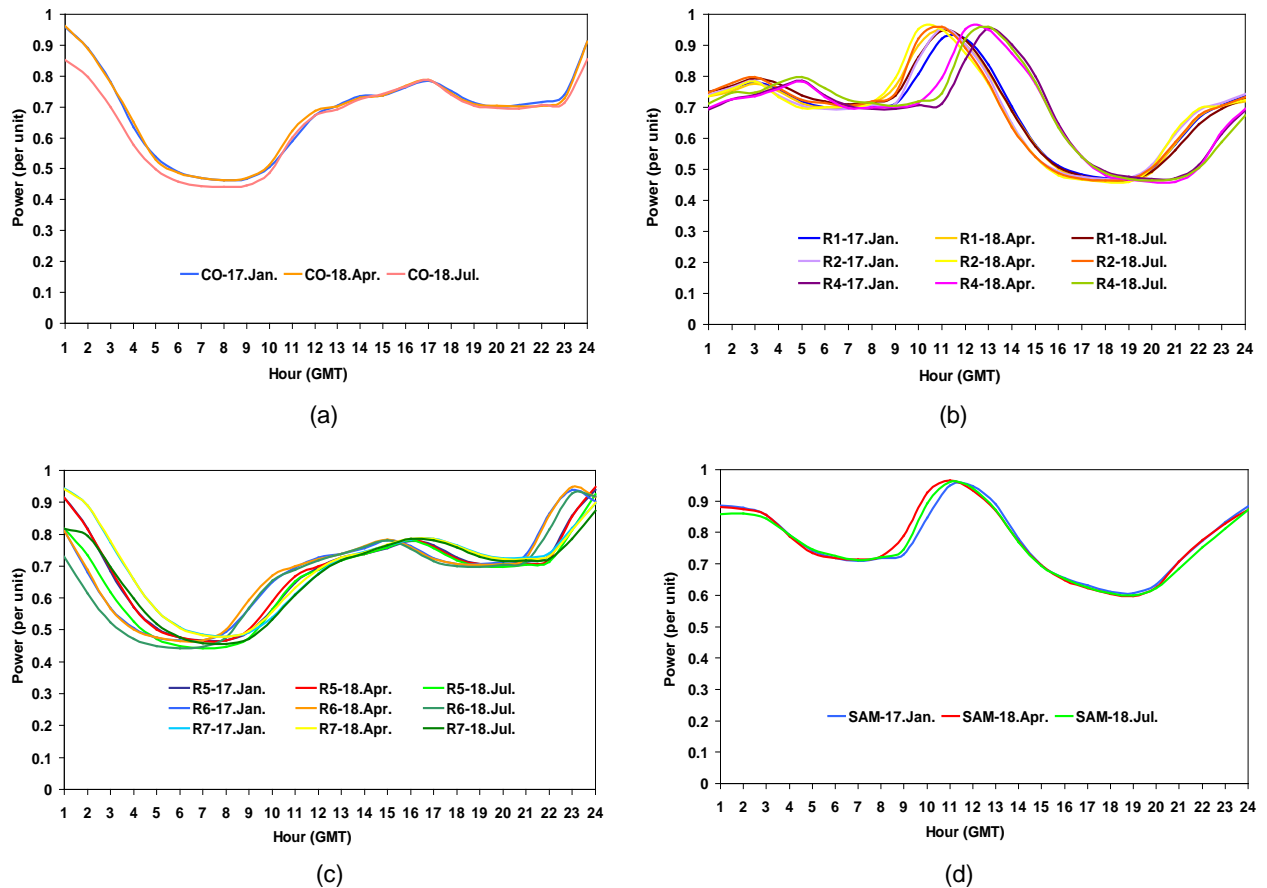 1
0.9
0.8
0.7
0.6
0.5
0.4
0.3
0.2
0.1
0
Power (per unit)
CO-17.Jan. CO-18.Apr. CO-18.Jul.
1 2 3 4 5 6 7 8 9 10 11 12 13 14 15 16 17 18 19 20 21 22 23 24
Hour (GMT)
(a)
1
0.9
0.8
0.7
0.6
0.5
0.4
0.3
0.2
0.1
0
Power (per unit)
R1-17.Jan. R1-18.Apr. R1-18.Jul.
R2-17.Jan. R2-18.Apr. R2-18.Jul.
R4-17.Jan. R4-18.Apr. R4-18.Jul.
1 2 3 4 5 6 7 8 9 10 11 12 13 14 15 16 17 18 19 20 21 22 23 24
Hour (GMT)
(b)
1
0.9
0.8
0.7
0.6
0.5
0.4
0.3
0.2
0.1
0
Power (per unit)
R5-17.Jan. R5-18.Apr. R5-18.Jul.
R6-17.Jan. R6-18.Apr. R6-18.Jul.
R7-17.Jan. R7-18.Apr. R7-18.Jul.
1 2 3 4 5 6 7 8 9 10 11 12 13 14 15 16 17 18 19 20 21 22 23 24
Hour (GMT)
(c)
1
0.9
0.8
0.7
0.6
0.5
0.4
0.3
0.2
0.1
0
Power (per unit)
SAM-17.Jan. SAM-18.Apr. SAM-18.Jul.
1 2 3 4 5 6 7 8 9 10 11 12 13 14 15 16 17 18 19 20 21 22 23 24
Hour (GMT)
(d)